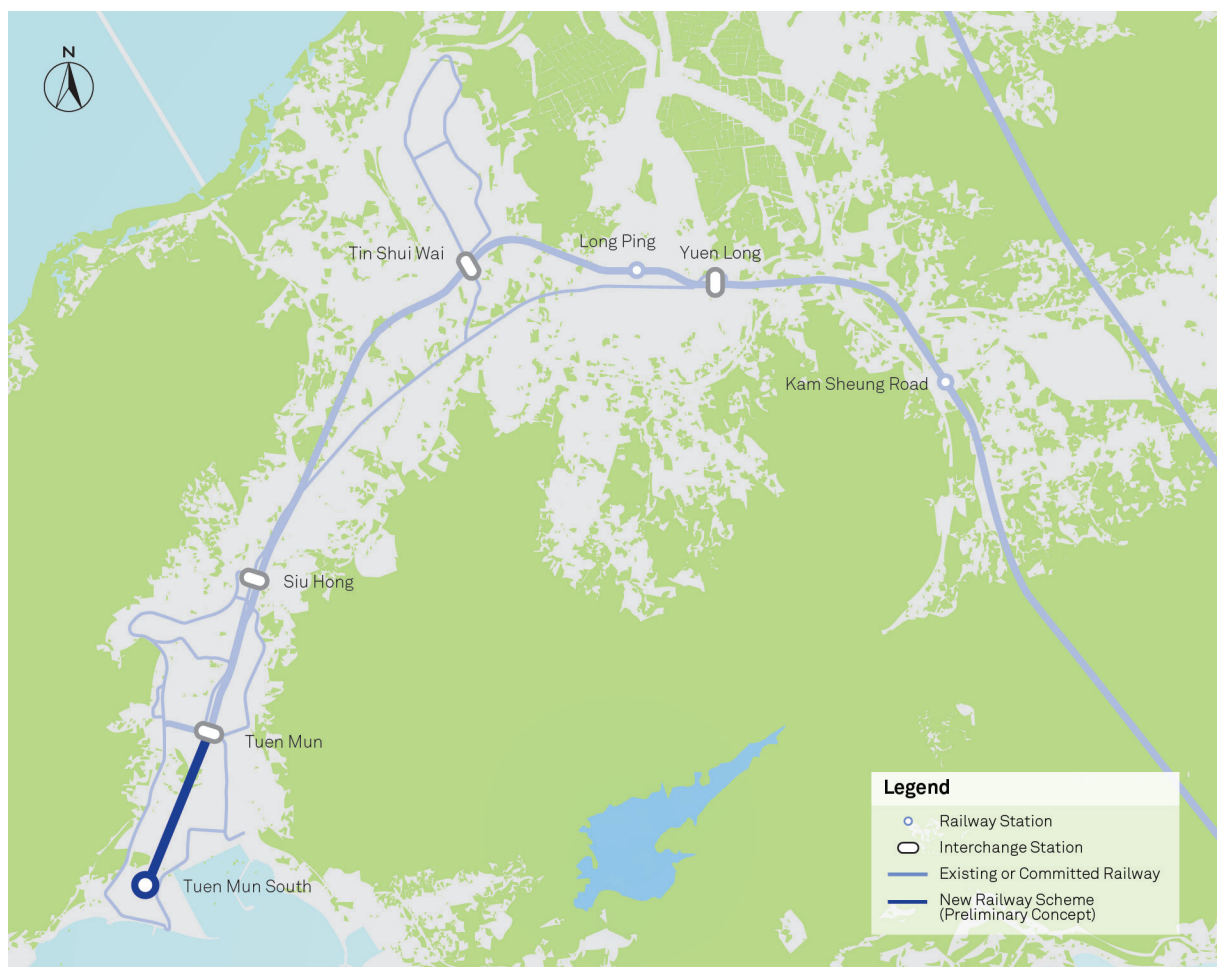 N
Tin Shui Wai
Long Ping
Yuen Long
Kam Sheung Road
Siu Hong
Tuen Mun
Tuen Mun South
Legend
Railway Station
Interchange Station
Existing or Committed Railway
New Railway Scheme
(Preliminary Concept)